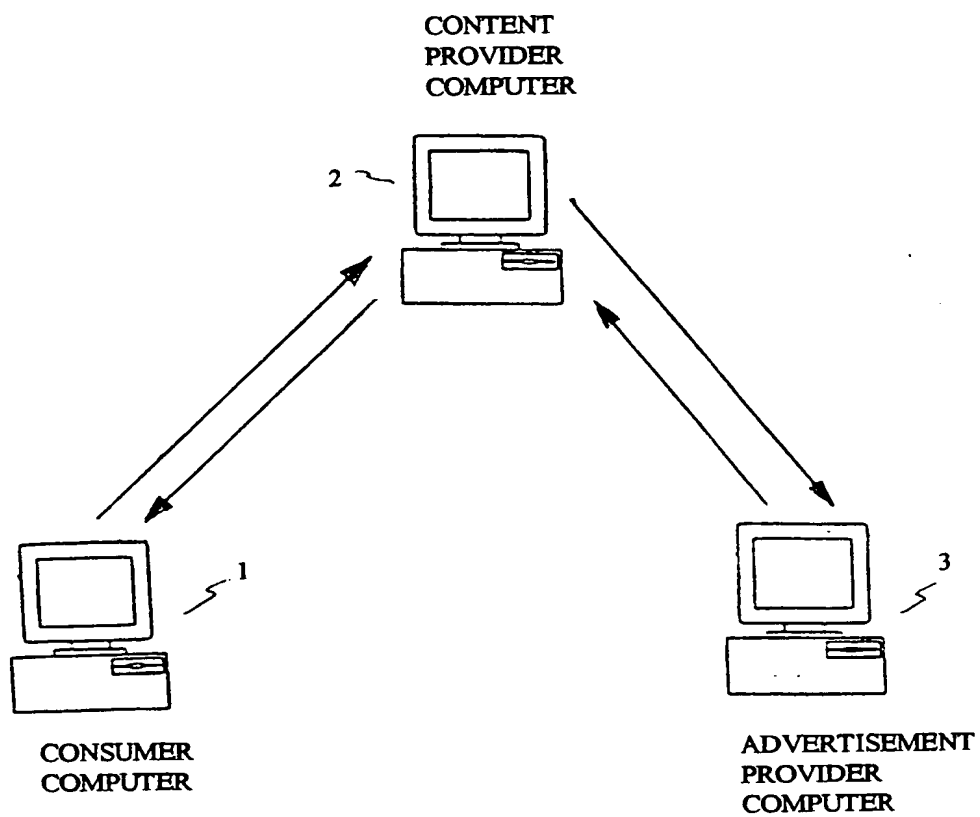 CONTENT
PROVIDER
COMPUTER
2
1
3
CONSUMER
COMPUTER
ADVERTISEMENT
PROVIDER
COMPUTER